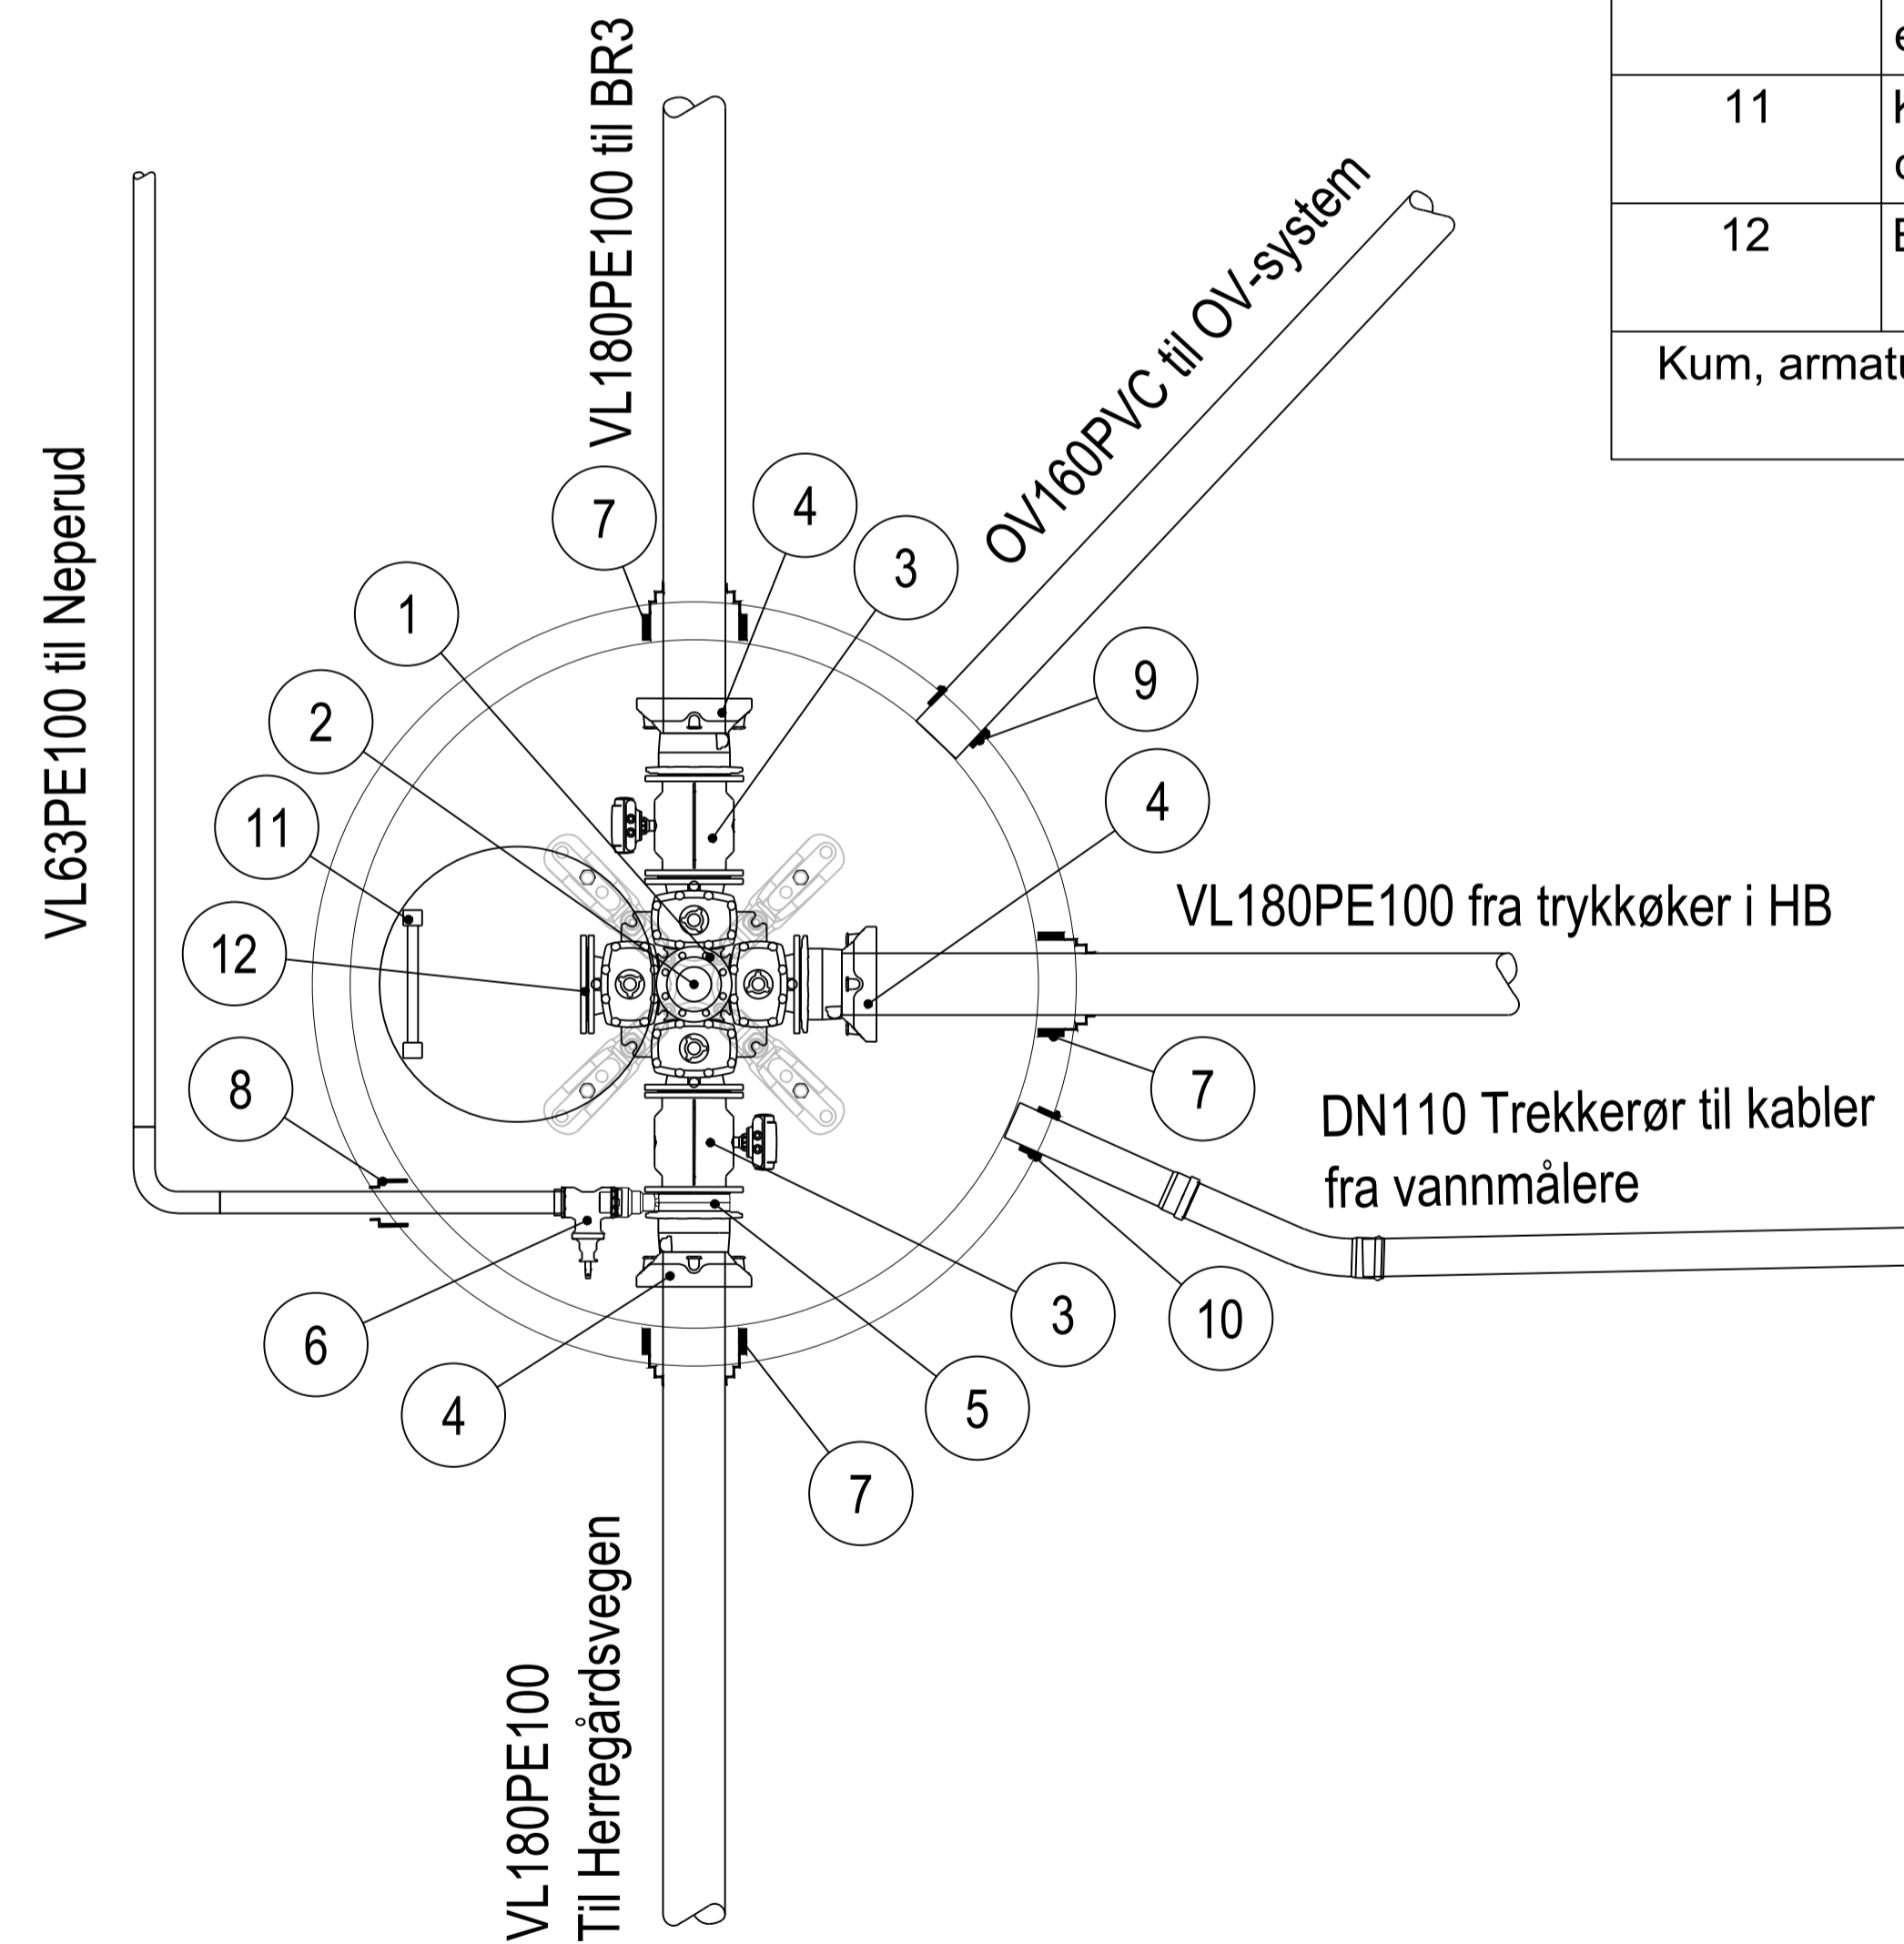 11
12
Kum,
VL63PE100 til Neperud
VL180PE100 til BR3
OV160PVC till OV-system
7
4
3
1
2
9
11
4
12
VL180PE100 fra trykkøker i HB
8
7
DN110 Trekkerør til kabler
fra vannmålere
6
3
10
4
5
7
VL180PE100
Til Herregårdsvegen